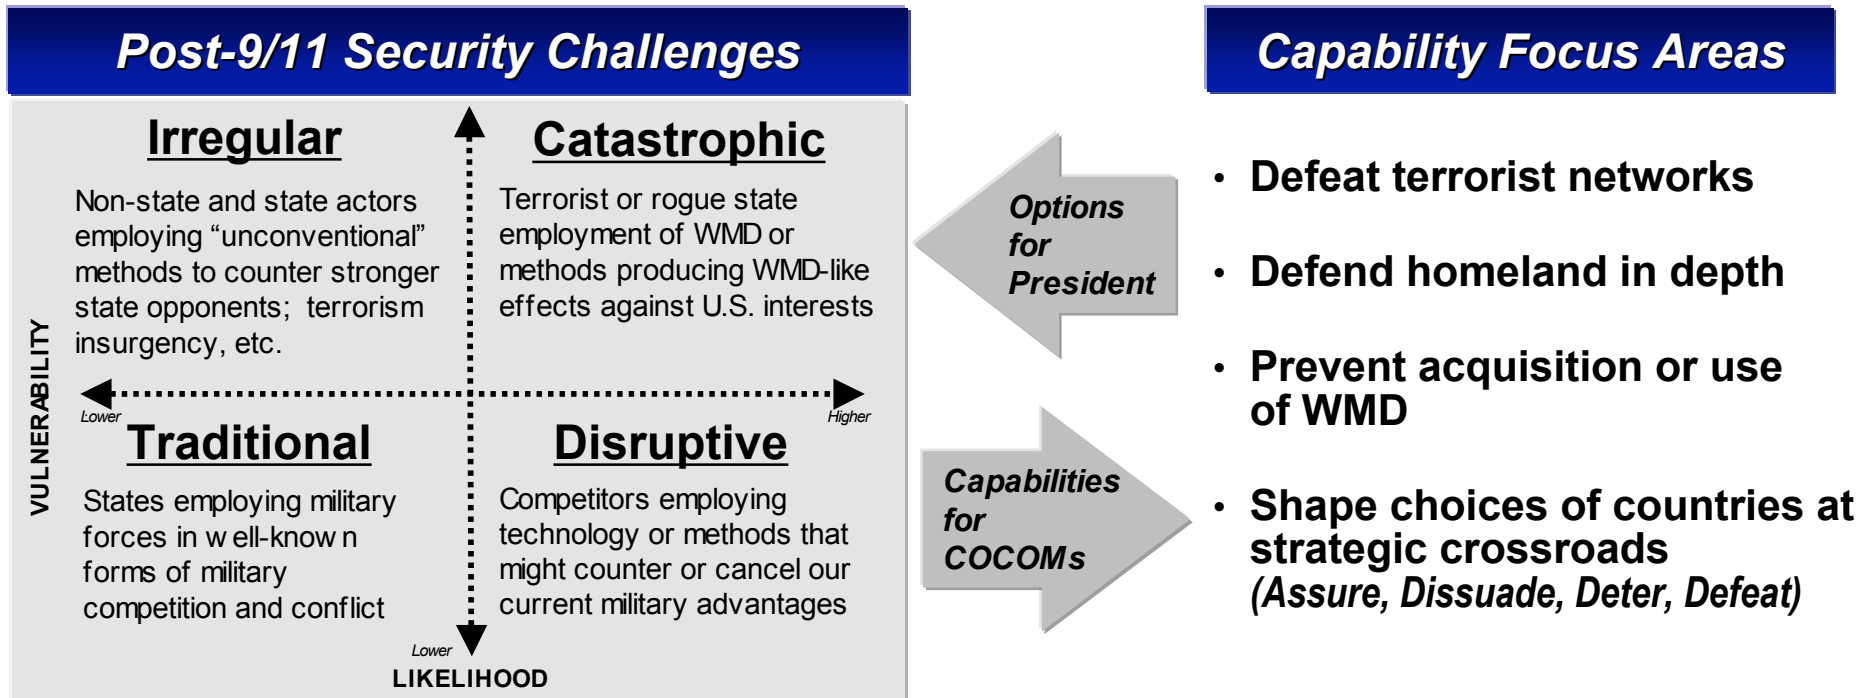 Post-9/11 Security Challenges
Irregular
Non-state and state actors
employing “unconventional”
methods to counter stronger
state opponents;  terrorism
insurgency, etc.
Catastrophic
Terrorist or rogue state
employment of WMD or
methods producing WMD-like
effects against U.S. interests
VULNERABILITY
Lower
Higher
Traditional
States employing military
forces in well-known
forms of military
competition and conflict
Disruptive
Competitors employing
technology or methods that
might counter or cancel our
current military advantages
Lower
LIKELIHOOD
Options
for
President
Capabilities
for
COCOMs
Capability Focus Areas
• Defeat terrorist networks
• Defend homeland in depth
• Prevent acquisition or use
of WMD
• Shape choices of countries at
strategic crossroads
(Assure, Dissuade, Deter, Defeat)